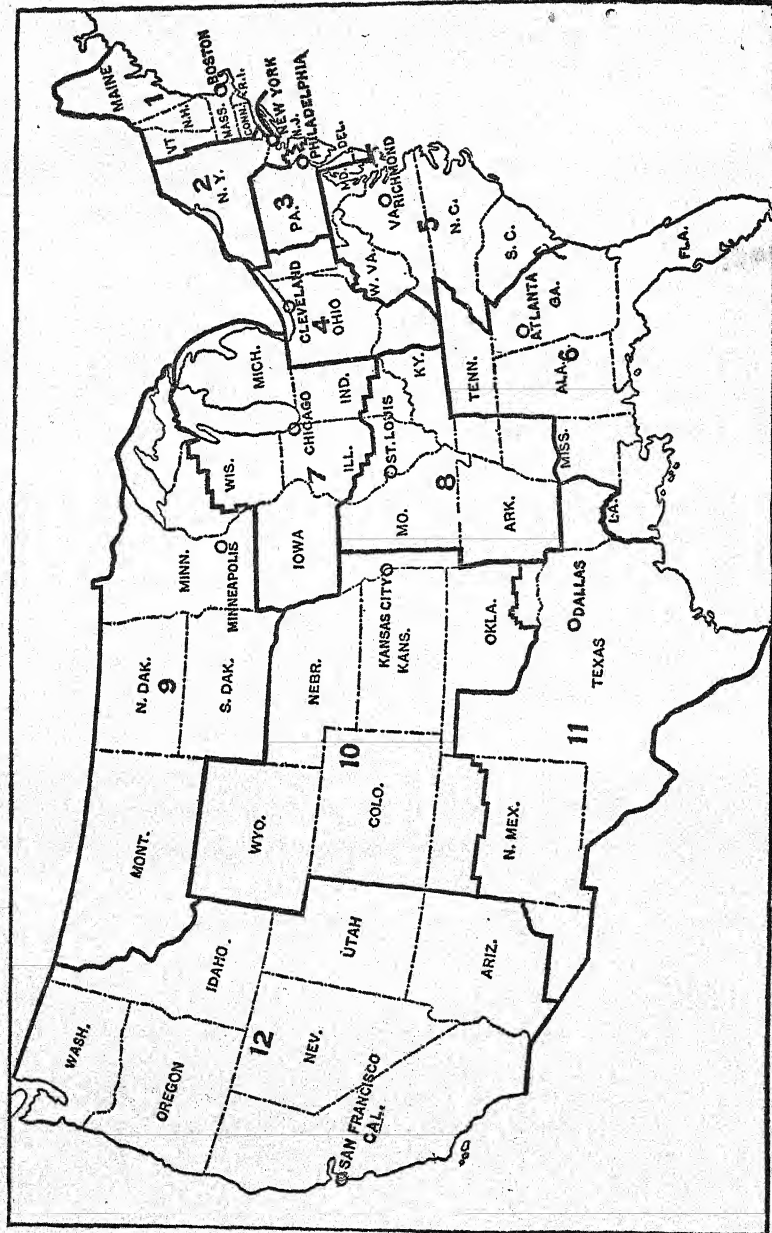 WASH.
OREGON
IDAHO.
MONT.
N. DAK.
9
S. DAK.
MINN.
MINNEAPOLIS
WIS.
MICH.
MAINE
1
VT
N.H.
MASS.
BOSTON
CONN.
R.I.
2
N.Y.
NEW YORK
N.J.
PHILADELPHIA
PA.
3
DEL.
MD.
12
NEV.
UTAH
WYO.
10
COLO.
NEBR.
IOWA
CHICAGO
7
ILL.
IND.
CLEVELAND
4
OHIO
W. VA.
VA.
RICHMOND
SAN FRANCISCO
CAL.
ARIZ.
N. MEX.
KANSAS CITY
KANS.
MO.
ST. LOUIS
8
KY.
5
N.C.
S. C.
TENN.
OKLA.
ARK.
ATLANTA
GA.
ALA.
6
MISS.
LA.
DALLAS
TEXAS
11
FLA.